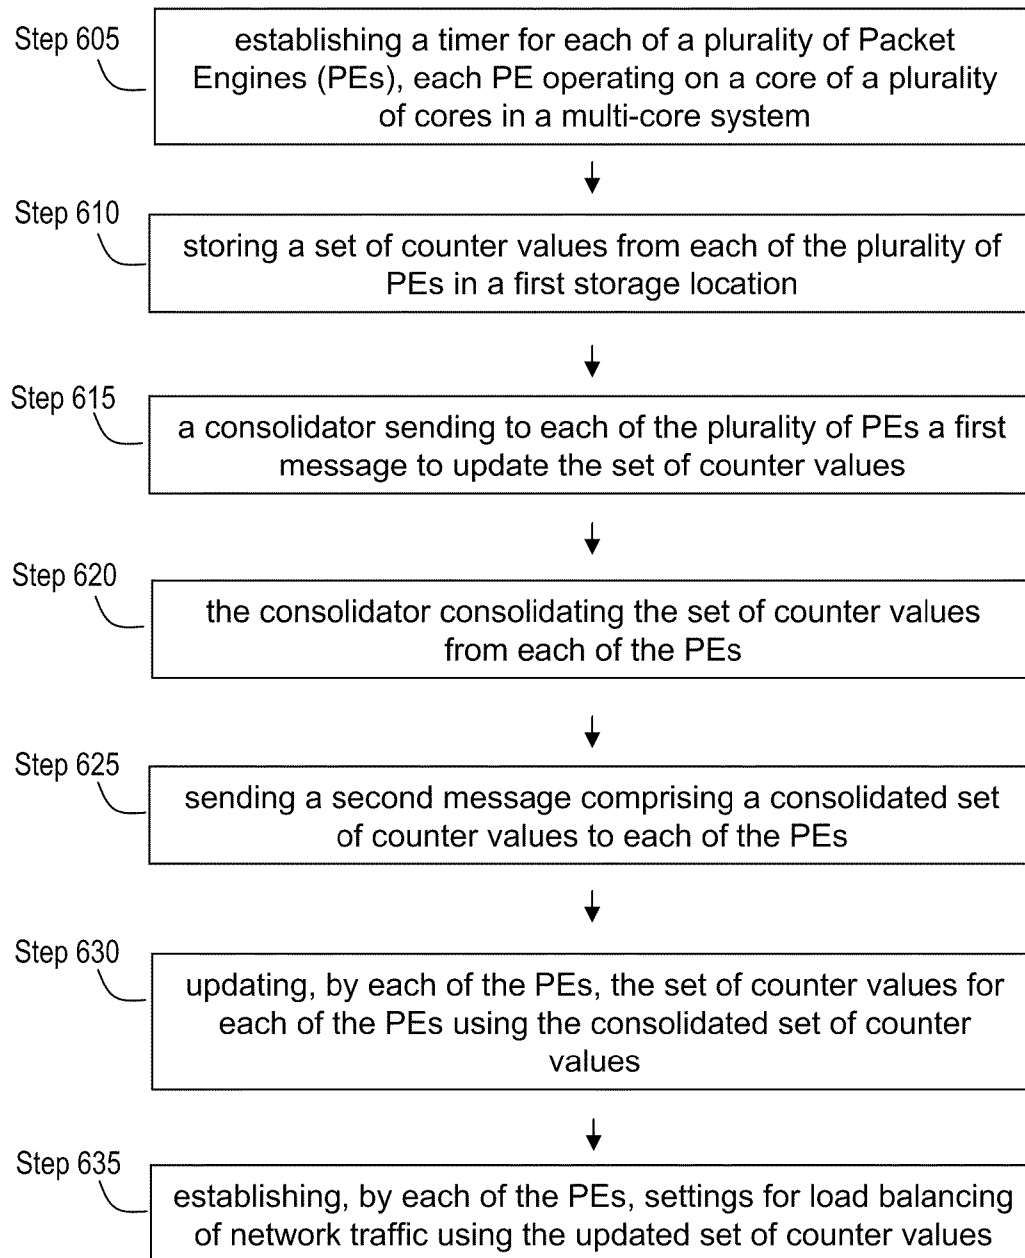 Step 605
establishing a timer for each of a plurality of Packet
Engines (PEs), each PE operating on a core of a plurality
of cores in a multi-core system
Step 610
storing a set of counter values from each of the plurality of
PEs in a first storage location
Step 615
a consolidator sending to each of the plurality of PEs a first
message to update the set of counter values
Step 620
the consolidator consolidating the set of counter values
from each of the PEs
Step 625
sending a second message comprising a consolidated set
of counter values to each of the PEs
Step 630
updating, by each of the PEs, the set of counter values for
each of the PEs using the consolidated set of counter
values
Step 635
establishing, by each of the PEs, settings for load balancing
of network traffic using the updated set of counter values